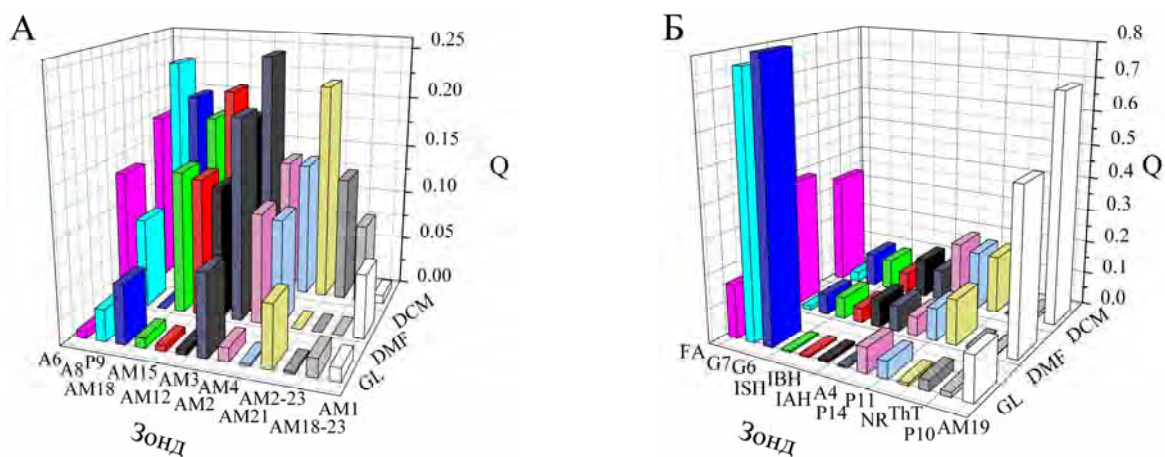 А
0.25
0.20
0.15
0.10
0.05
0.00
Q
DCM
DMF
GL
A6 A8 P9 AM15 AM3 AM4 AM2-23 AM1
AM18 AM12 AM2 AM21 AM18-23
Зонд
Б
0.8
0.7
0.6
0.5
0.4
0.3
0.2
0.1
0.0
Q
DCM
DMF
GL
FA G7 G6 IBH A4 P11 ThT AM19
ISH IAH P14 NR P10
Зонд